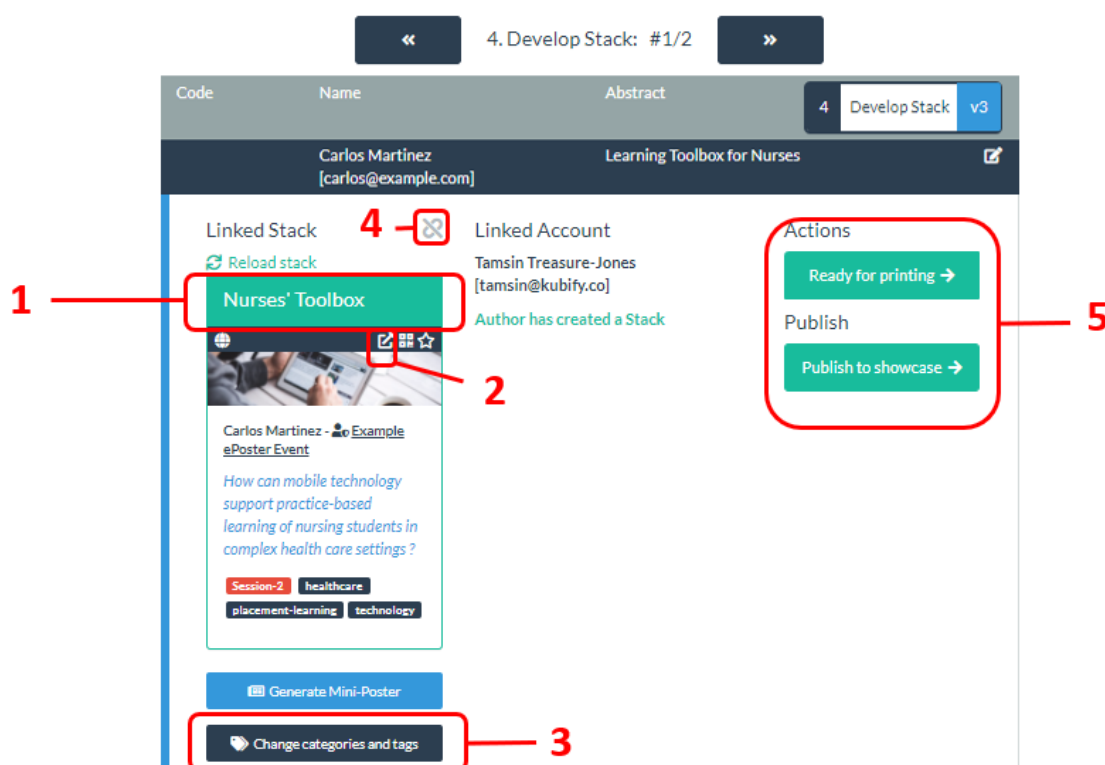 « 4. Develop Stack: #1/2 »
Code Name Abstract 4 Develop Stack v3
Carlos Martinez Learning Toolbox for Nurses
[carlos@example.com]
Linked Stack 4 Linked Account Actions
Reload stack Tamsin Treasure-Jones
[tamsin@kubify.co]
Ready for printing →
1 Nurses' Toolbox
Author has created a Stack
Publish
5
Publish to showcase →
2
Carlos Martinez - Example
ePoster Event
How can mobile technology
support practice-based
learning of nursing students in
complex health care settings ?
Session-2 healthcare
placement-learning technology
Generate Mini-Poster
Change categories and tags 3